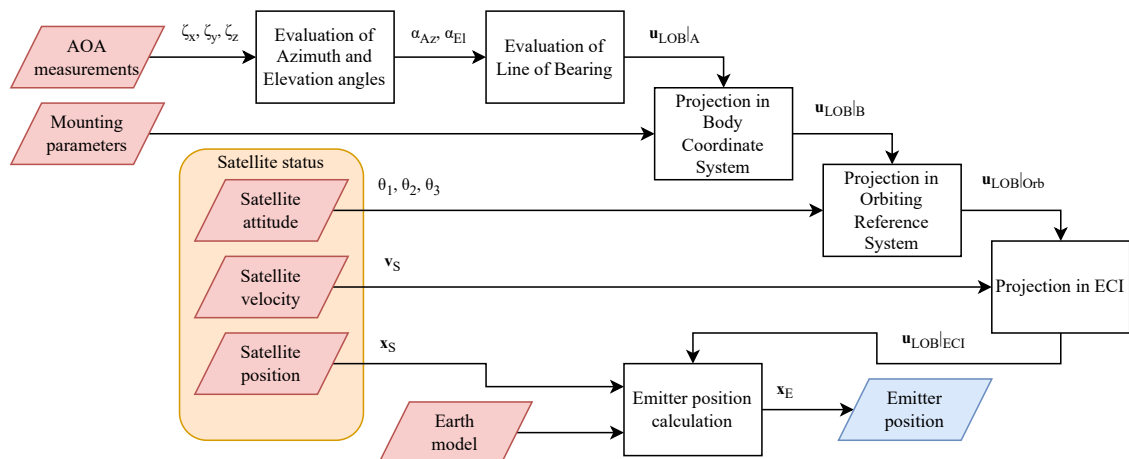 AOA
measurements
ζx, ζy, ζz
Evaluation of
Azimuth and
Elevation angles
αAz, αEl
Evaluation of
Line of Bearing
uLOB|A
Mounting
parameters
Projection in
Body
Coordinate
System
uLOB|B
Satellite status
Satellite
attitude
θ1, θ2, θ3
Projection in
Orbiting
Reference
System
uLOB|Orb
Satellite
velocity
vS
Projection in ECI
Satellite
position
xS
uLOB|ECI
Emitter position
calculation
xE
Emitter
position
Earth
model